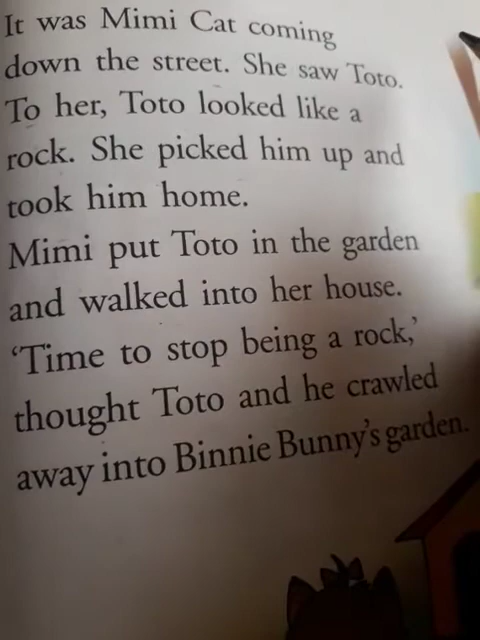 It was Mimi Cat coming
down the street. She saw Toto.
To her, Toto looked like a
rock. She picked him up and
took him home.
Mimi put Toto in the garden
and walked into her house.
‘Time to stop being a rock,’
thought Toto and he crawled
away into Binnie Bunny’s garden.